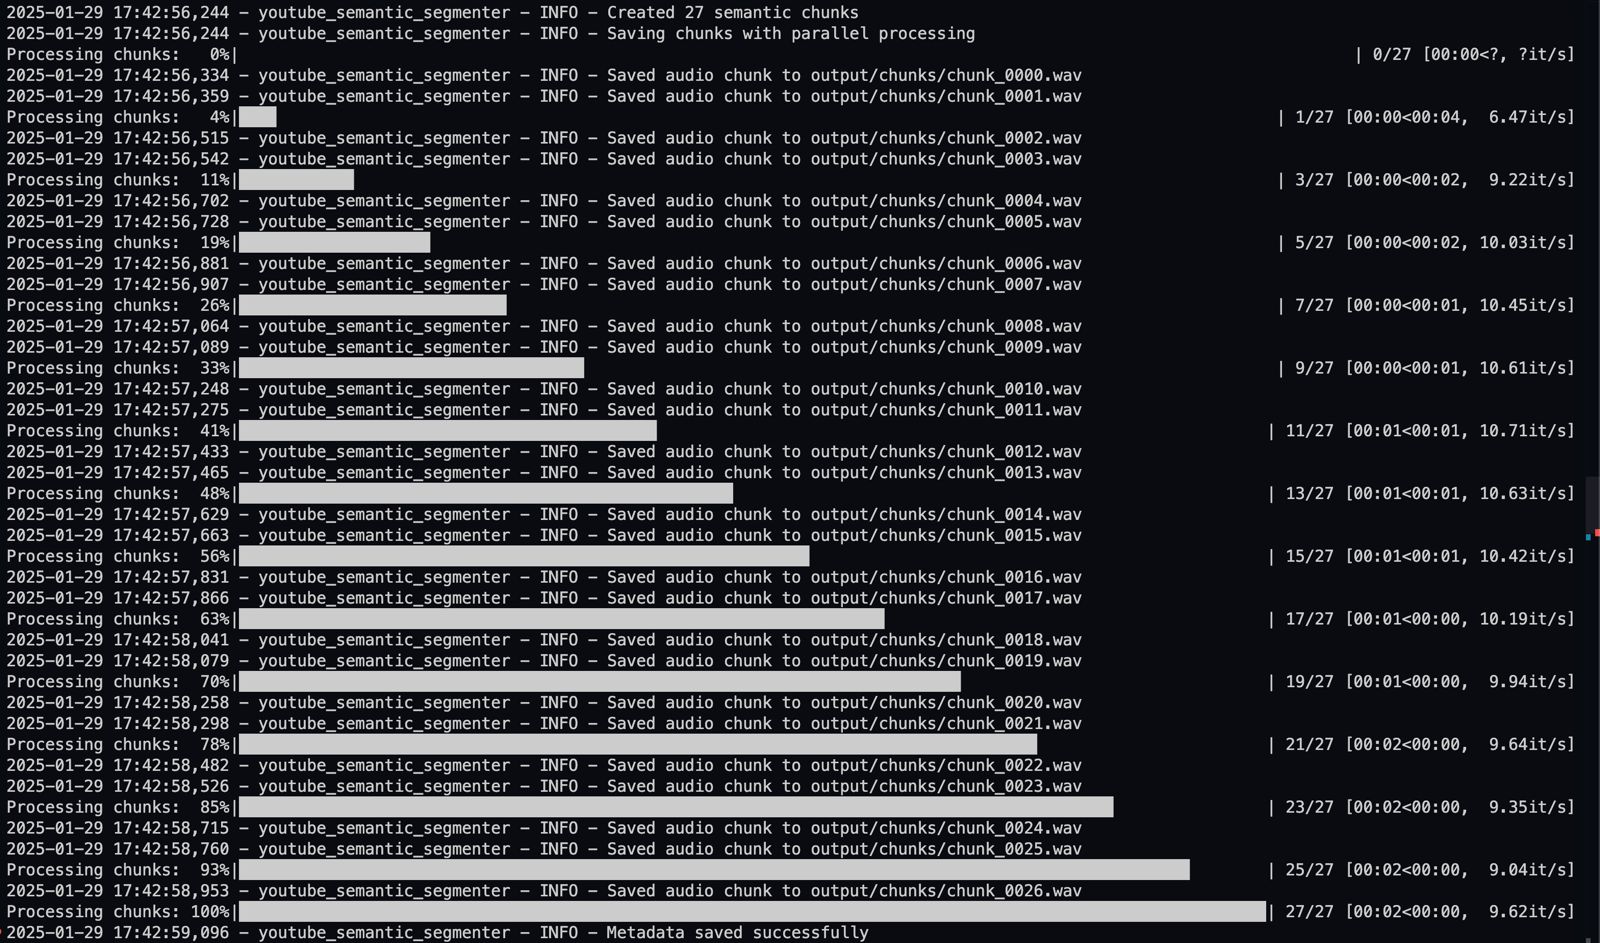 2025-01-29 17:42:56,244 - youtube_semantic_segmenter - INFO - Created 27 semantic chunks
2025-01-29 17:42:56,244 - youtube_semantic_segmenter - INFO - Saving chunks with parallel processing
Processing chunks:   0%| | 0/27 [00:00<?, ?it/s]
2025-01-29 17:42:56,334 - youtube_semantic_segmenter - INFO - Saved audio chunk to output/chunks/chunk_0000.wav
2025-01-29 17:42:56,359 - youtube_semantic_segmenter - INFO - Saved audio chunk to output/chunks/chunk_0001.wav
Processing chunks:   4%| | 1/27 [00:00<00:04,  6.47it/s]
2025-01-29 17:42:56,515 - youtube_semantic_segmenter - INFO - Saved audio chunk to output/chunks/chunk_0002.wav
2025-01-29 17:42:56,542 - youtube_semantic_segmenter - INFO - Saved audio chunk to output/chunks/chunk_0003.wav
Processing chunks:  11%| | 3/27 [00:00<00:02,  9.22it/s]
2025-01-29 17:42:56,702 - youtube_semantic_segmenter - INFO - Saved audio chunk to output/chunks/chunk_0004.wav
2025-01-29 17:42:56,728 - youtube_semantic_segmenter - INFO - Saved audio chunk to output/chunks/chunk_0005.wav
Processing chunks:  19%| | 5/27 [00:00<00:02, 10.03it/s]
2025-01-29 17:42:56,881 - youtube_semantic_segmenter - INFO - Saved audio chunk to output/chunks/chunk_0006.wav
2025-01-29 17:42:56,907 - youtube_semantic_segmenter - INFO - Saved audio chunk to output/chunks/chunk_0007.wav
Processing chunks:  26%| | 7/27 [00:00<00:01, 10.45it/s]
2025-01-29 17:42:57,064 - youtube_semantic_segmenter - INFO - Saved audio chunk to output/chunks/chunk_0008.wav
2025-01-29 17:42:57,089 - youtube_semantic_segmenter - INFO - Saved audio chunk to output/chunks/chunk_0009.wav
Processing chunks:  33%| | 9/27 [00:00<00:01, 10.61it/s]
2025-01-29 17:42:57,248 - youtube_semantic_segmenter - INFO - Saved audio chunk to output/chunks/chunk_0010.wav
2025-01-29 17:42:57,275 - youtube_semantic_segmenter - INFO - Saved audio chunk to output/chunks/chunk_0011.wav
Processing chunks:  41%| | 11/27 [00:01<00:01, 10.71it/s]
2025-01-29 17:42:57,433 - youtube_semantic_segmenter - INFO - Saved audio chunk to output/chunks/chunk_0012.wav
2025-01-29 17:42:57,465 - youtube_semantic_segmenter - INFO - Saved audio chunk to output/chunks/chunk_0013.wav
Processing chunks:  48%| | 13/27 [00:01<00:01, 10.63it/s]
2025-01-29 17:42:57,629 - youtube_semantic_segmenter - INFO - Saved audio chunk to output/chunks/chunk_0014.wav
2025-01-29 17:42:57,663 - youtube_semantic_segmenter - INFO - Saved audio chunk to output/chunks/chunk_0015.wav
Processing chunks:  56%| | 15/27 [00:01<00:01, 10.42it/s]
2025-01-29 17:42:57,831 - youtube_semantic_segmenter - INFO - Saved audio chunk to output/chunks/chunk_0016.wav
2025-01-29 17:42:57,866 - youtube_semantic_segmenter - INFO - Saved audio chunk to output/chunks/chunk_0017.wav
Processing chunks:  63%| | 17/27 [00:01<00:00, 10.19it/s]
2025-01-29 17:42:58,041 - youtube_semantic_segmenter - INFO - Saved audio chunk to output/chunks/chunk_0018.wav
2025-01-29 17:42:58,079 - youtube_semantic_segmenter - INFO - Saved audio chunk to output/chunks/chunk_0019.wav
Processing chunks:  70%| | 19/27 [00:01<00:00,  9.94it/s]
2025-01-29 17:42:58,258 - youtube_semantic_segmenter - INFO - Saved audio chunk to output/chunks/chunk_0020.wav
2025-01-29 17:42:58,298 - youtube_semantic_segmenter - INFO - Saved audio chunk to output/chunks/chunk_0021.wav
Processing chunks:  78%| | 21/27 [00:02<00:00,  9.64it/s]
2025-01-29 17:42:58,482 - youtube_semantic_segmenter - INFO - Saved audio chunk to output/chunks/chunk_0022.wav
2025-01-29 17:42:58,526 - youtube_semantic_segmenter - INFO - Saved audio chunk to output/chunks/chunk_0023.wav
Processing chunks:  85%| | 23/27 [00:02<00:00,  9.35it/s]
2025-01-29 17:42:58,715 - youtube_semantic_segmenter - INFO - Saved audio chunk to output/chunks/chunk_0024.wav
2025-01-29 17:42:58,760 - youtube_semantic_segmenter - INFO - Saved audio chunk to output/chunks/chunk_0025.wav
Processing chunks:  93%| | 25/27 [00:02<00:00,  9.04it/s]
2025-01-29 17:42:58,953 - youtube_semantic_segmenter - INFO - Saved audio chunk to output/chunks/chunk_0026.wav
Processing chunks: 100%| | 27/27 [00:02<00:00,  9.62it/s]
2025-01-29 17:42:59,096 - youtube_semantic_segmenter - INFO - Metadata saved successfully